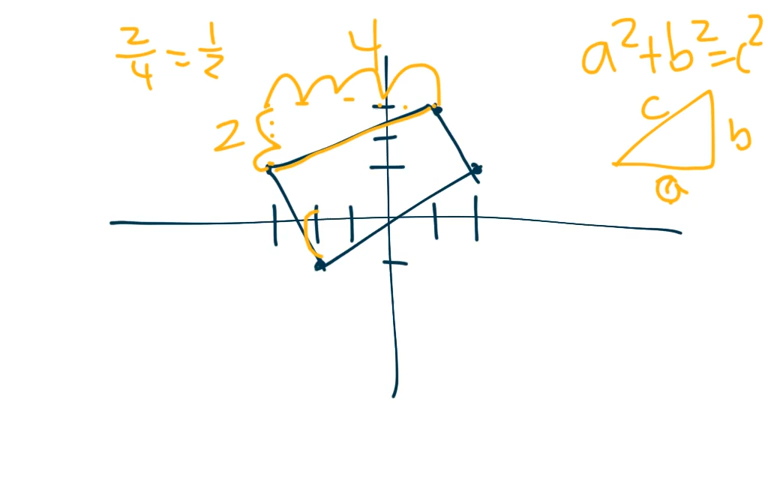 2/4 = 1/2
4
a²+b²=c²
2
c
b
a